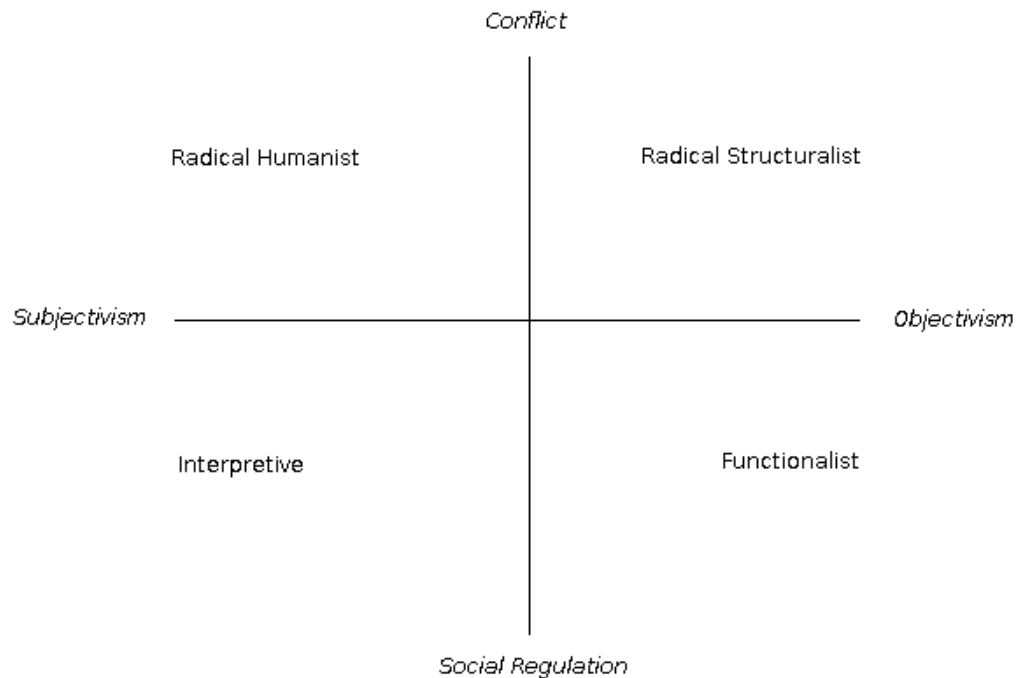 Conflict
Radical Humanist
Radical Structuralist
Subjectivism
Objectivism
Interpretive
Functionalist
Social Regulation